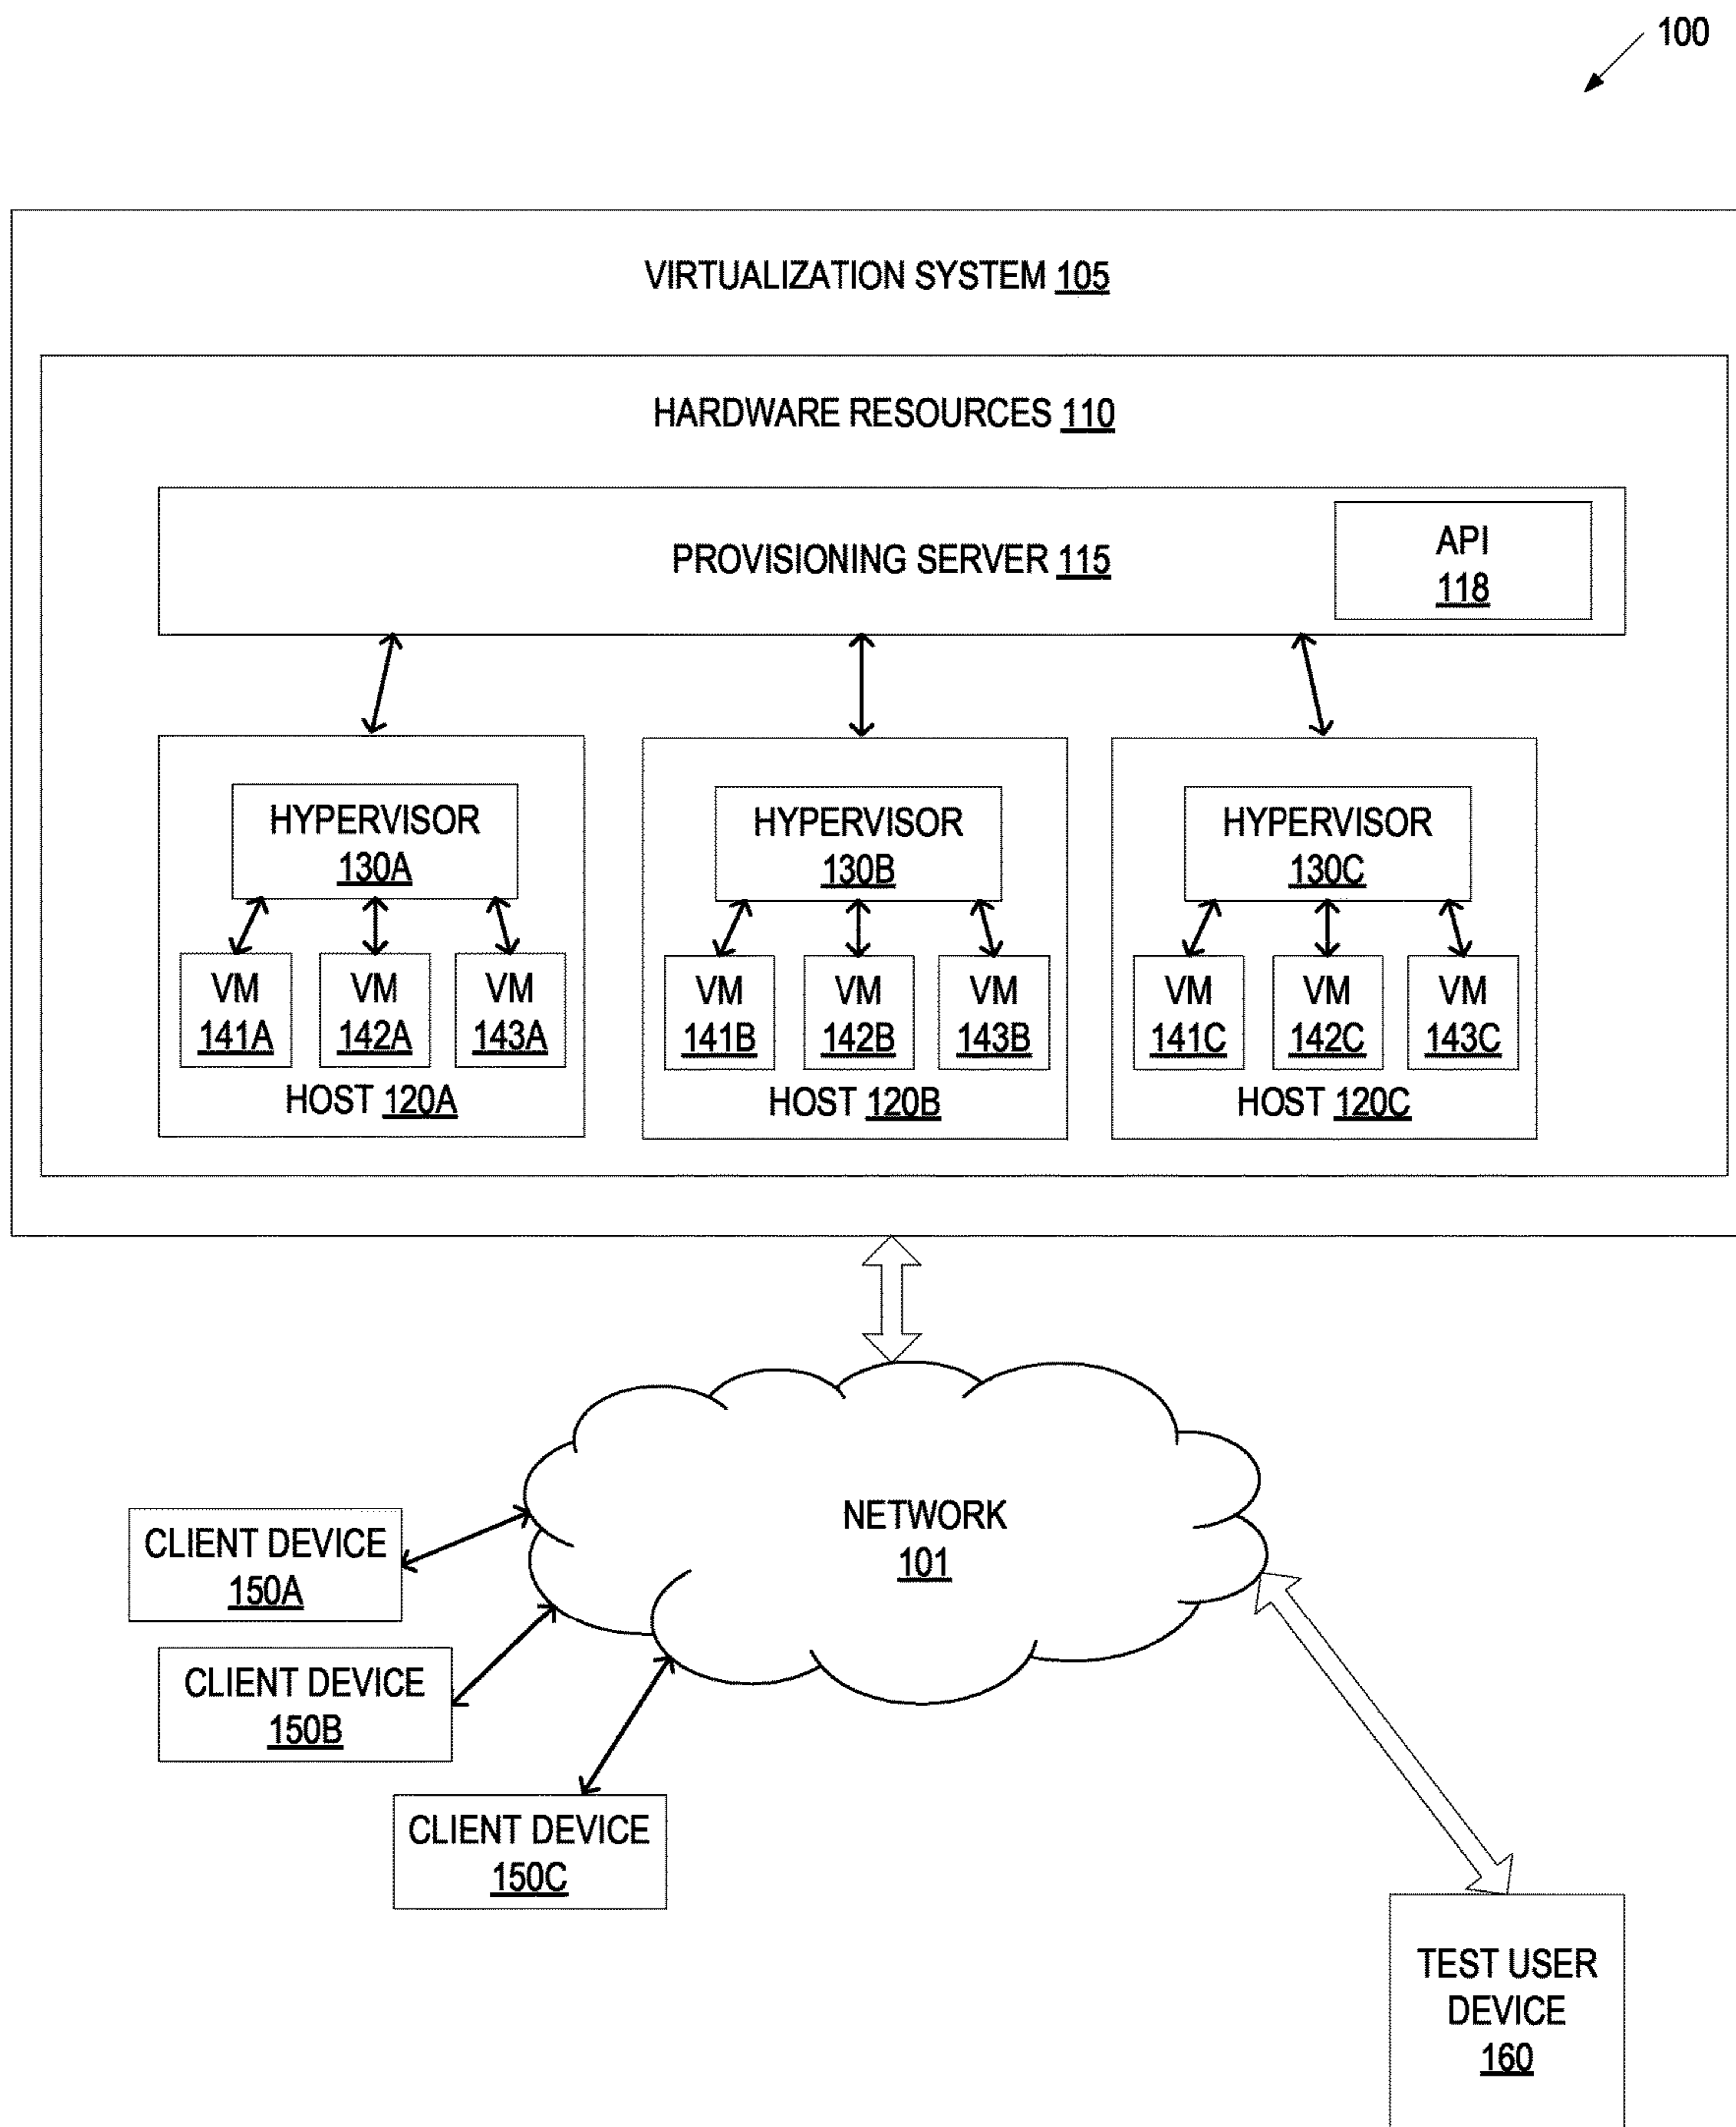 100
VIRTUALIZATION SYSTEM 105
HARDWARE RESOURCES 110
PROVISIONING SERVER 115
API
118
HYPERVISOR
130A
VM
141A
VM
142A
VM
143A
HOST 120A
HYPERVISOR
130B
VM
141B
VM
142B
VM
143B
HOST 120B
HYPERVISOR
130C
VM
141C
VM
142C
VM
143C
HOST 120C
NETWORK
101
CLIENT DEVICE
150A
CLIENT DEVICE
150B
CLIENT DEVICE
150C
TEST USER
DEVICE
160